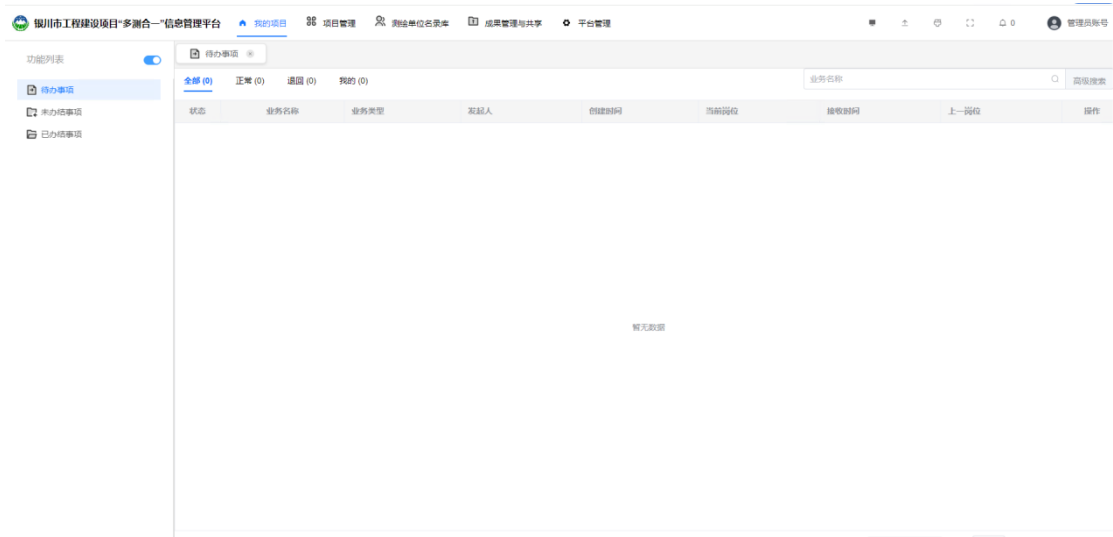 银川市工程建设项目“多测合一”信息管理平台 我的项目 项目管理 测绘单位名录库 成果管理与共享 平台管理 0 管理员账号
功能列表 待办事项
全部 (0) 正常 (0) 退回 (0) 我的 (0) 业务名称 高级搜索
待办事项
状态 业务名称 业务类型 发起人 创建时间 当前岗位 接收时间 上一岗位 操作
未办结事项
已办结事项
暂无数据